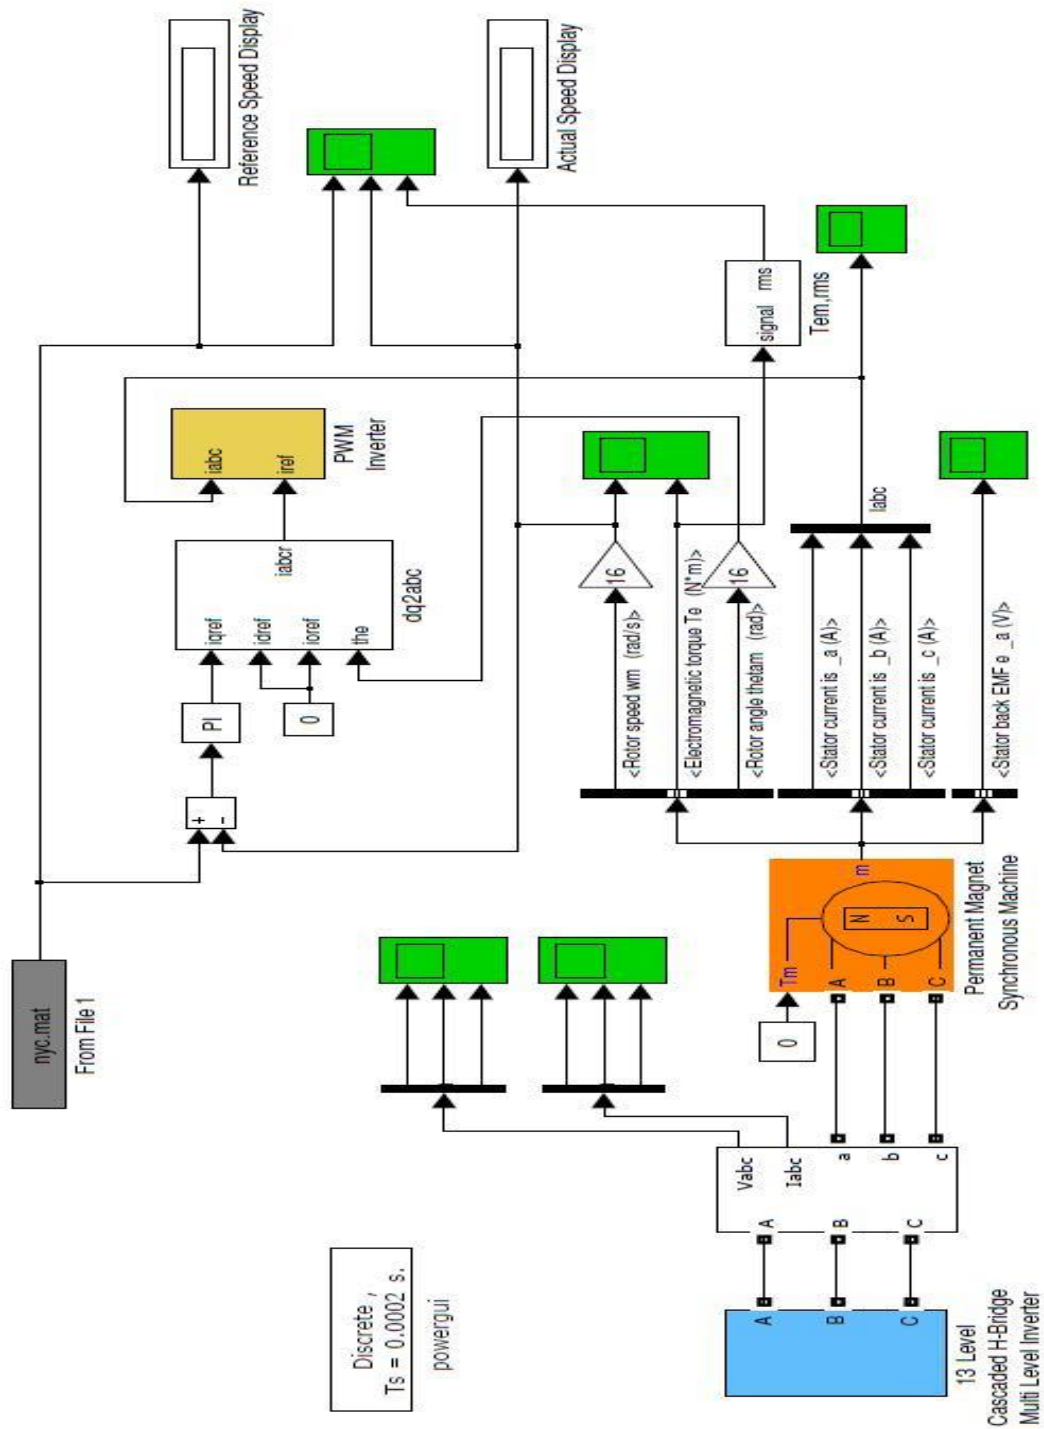 nyc.mat
From File 1
Reference Speed Display
Actual Speed Display
+
-
PI
0
iqref
idref
ioref
the
iabcr
dq2abc
iabc
iref
PWM
Inverter
Discrete,
Ts = 0.0002 s.
powergui
16
16
<Rotor speed wm (rad/s)>
<Electromagnetic torque Te (N*m)>
<Rotor angle thetam (rad)>
signal rms
Tem,rms
<Stator current is _a (A)>
<Stator current is _b (A)>
<Stator current is _c (A)>
Iabc
<Stator back EMF e _a (V)>
13 Level
Cascaded H-Bridge
Multi Level Inverter
A
B
C
A
B
C
Vabc
Iabc
a
b
c
0
Tm
A
B
C
N
S
m
Permanent Magnet
Synchronous Machine